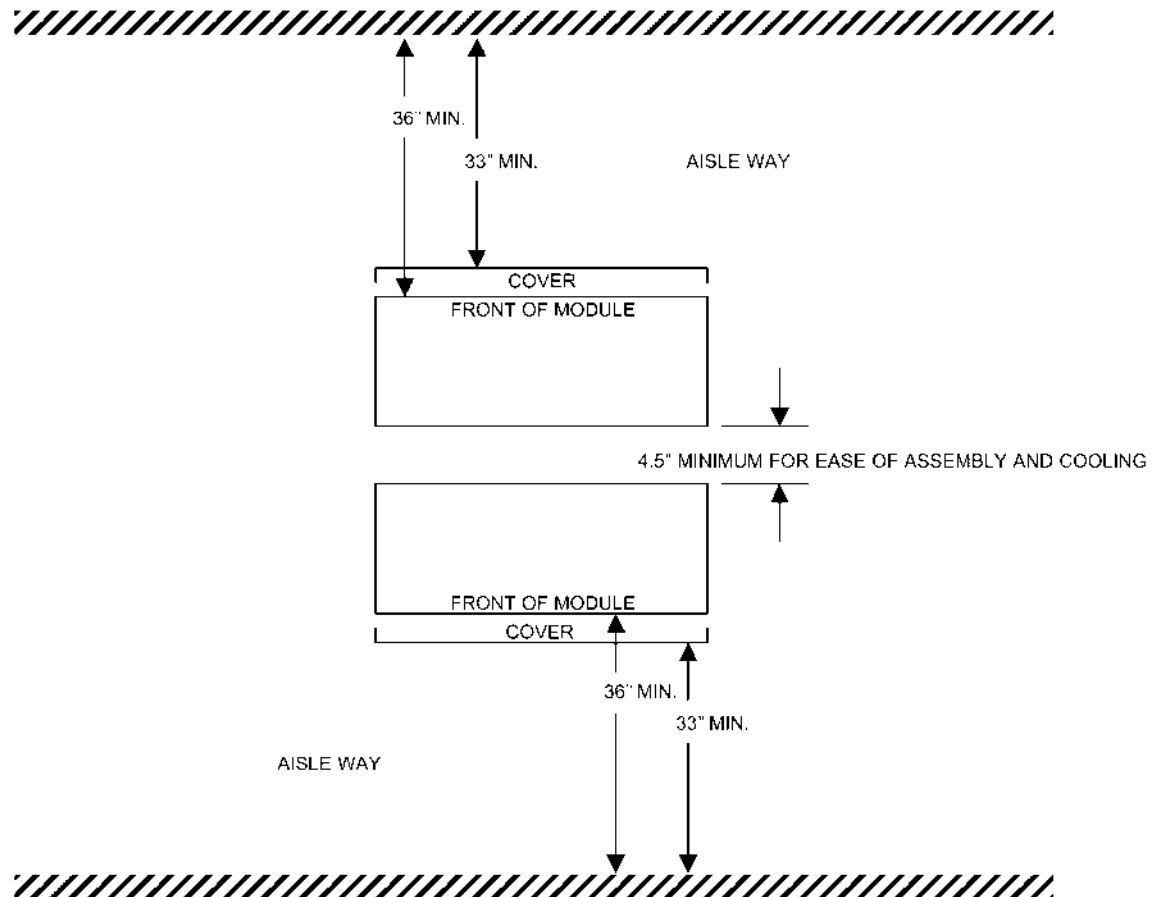 36" MIN.
33" MIN.
AISLE WAY
COVER
FRONT OF MODULE
4.5" MINIMUM FOR EASE OF ASSEMBLY AND COOLING
FRONT OF MODULE
COVER
36" MIN.
33" MIN.
AISLE WAY